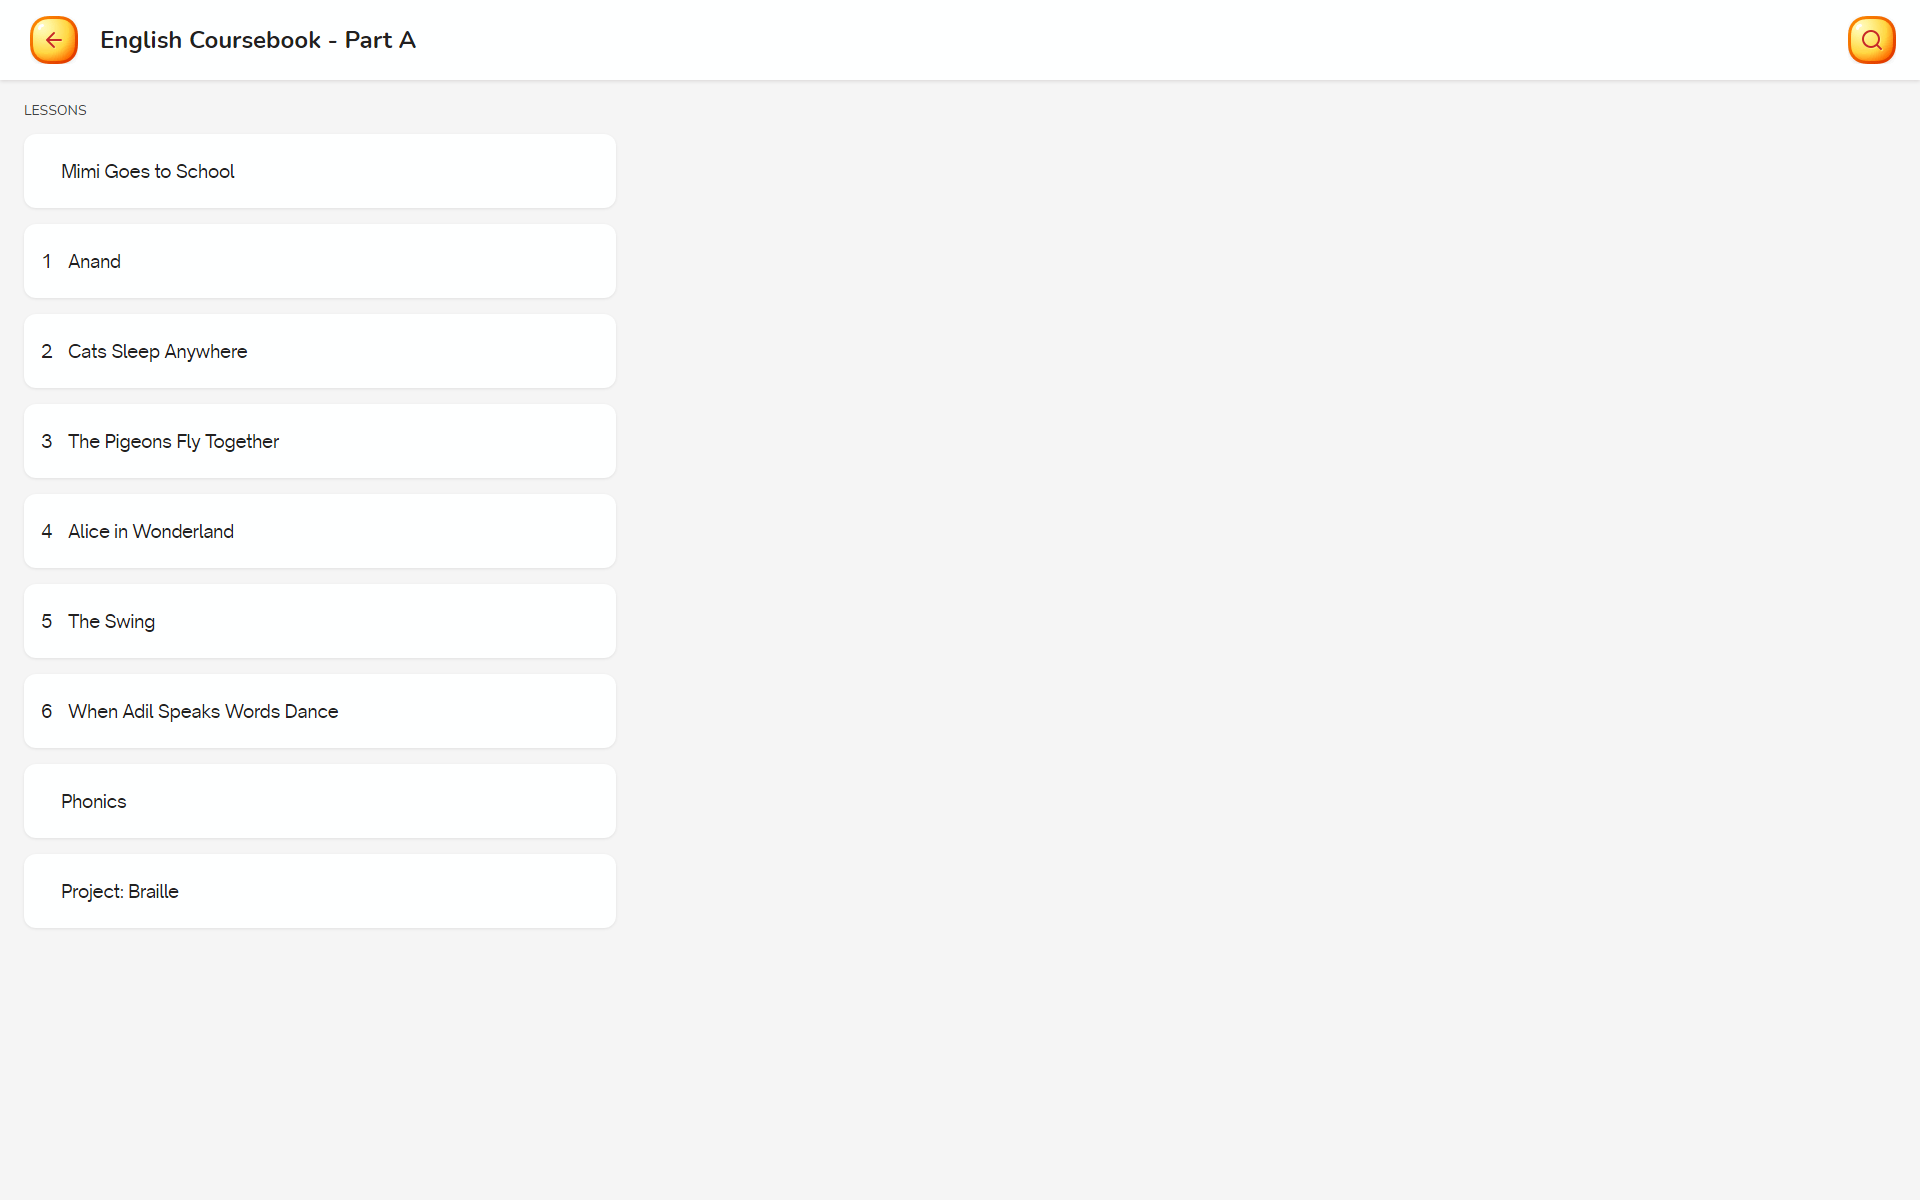 English Coursebook - Part A
LESSONS
Mimi Goes to School
1 Anand
2 Cats Sleep Anywhere
3 The Pigeons Fly Together
4 Alice in Wonderland
5 The Swing
6 When Adil Speaks Words Dance
Phonics
Project: Braille